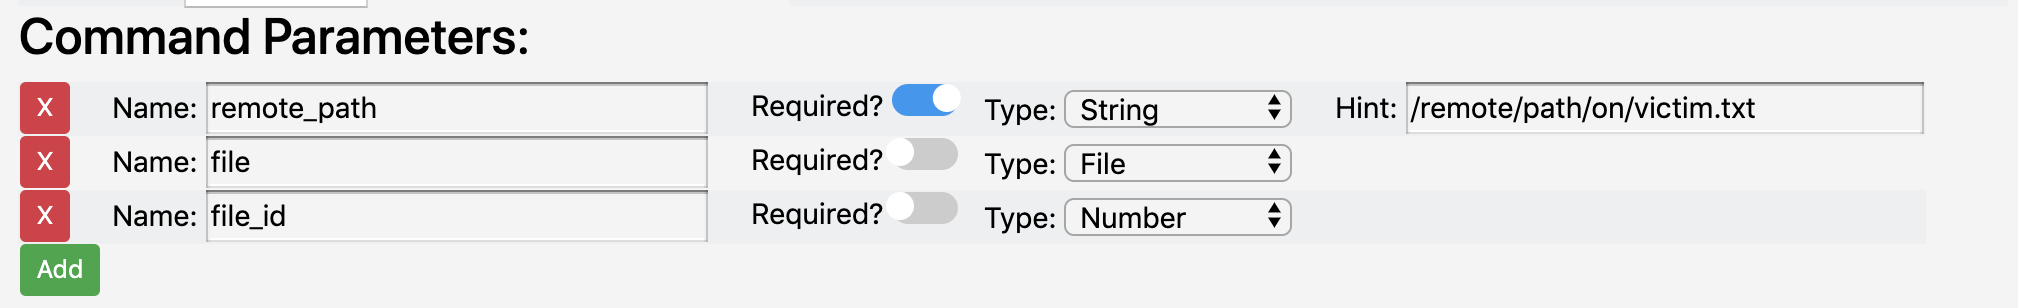 Command Parameters:
X Name: remote_path Required? Type: String Hint: /remote/path/on/victim.txt
X Name: file Required? Type: File
X Name: file_id Required? Type: Number
Add